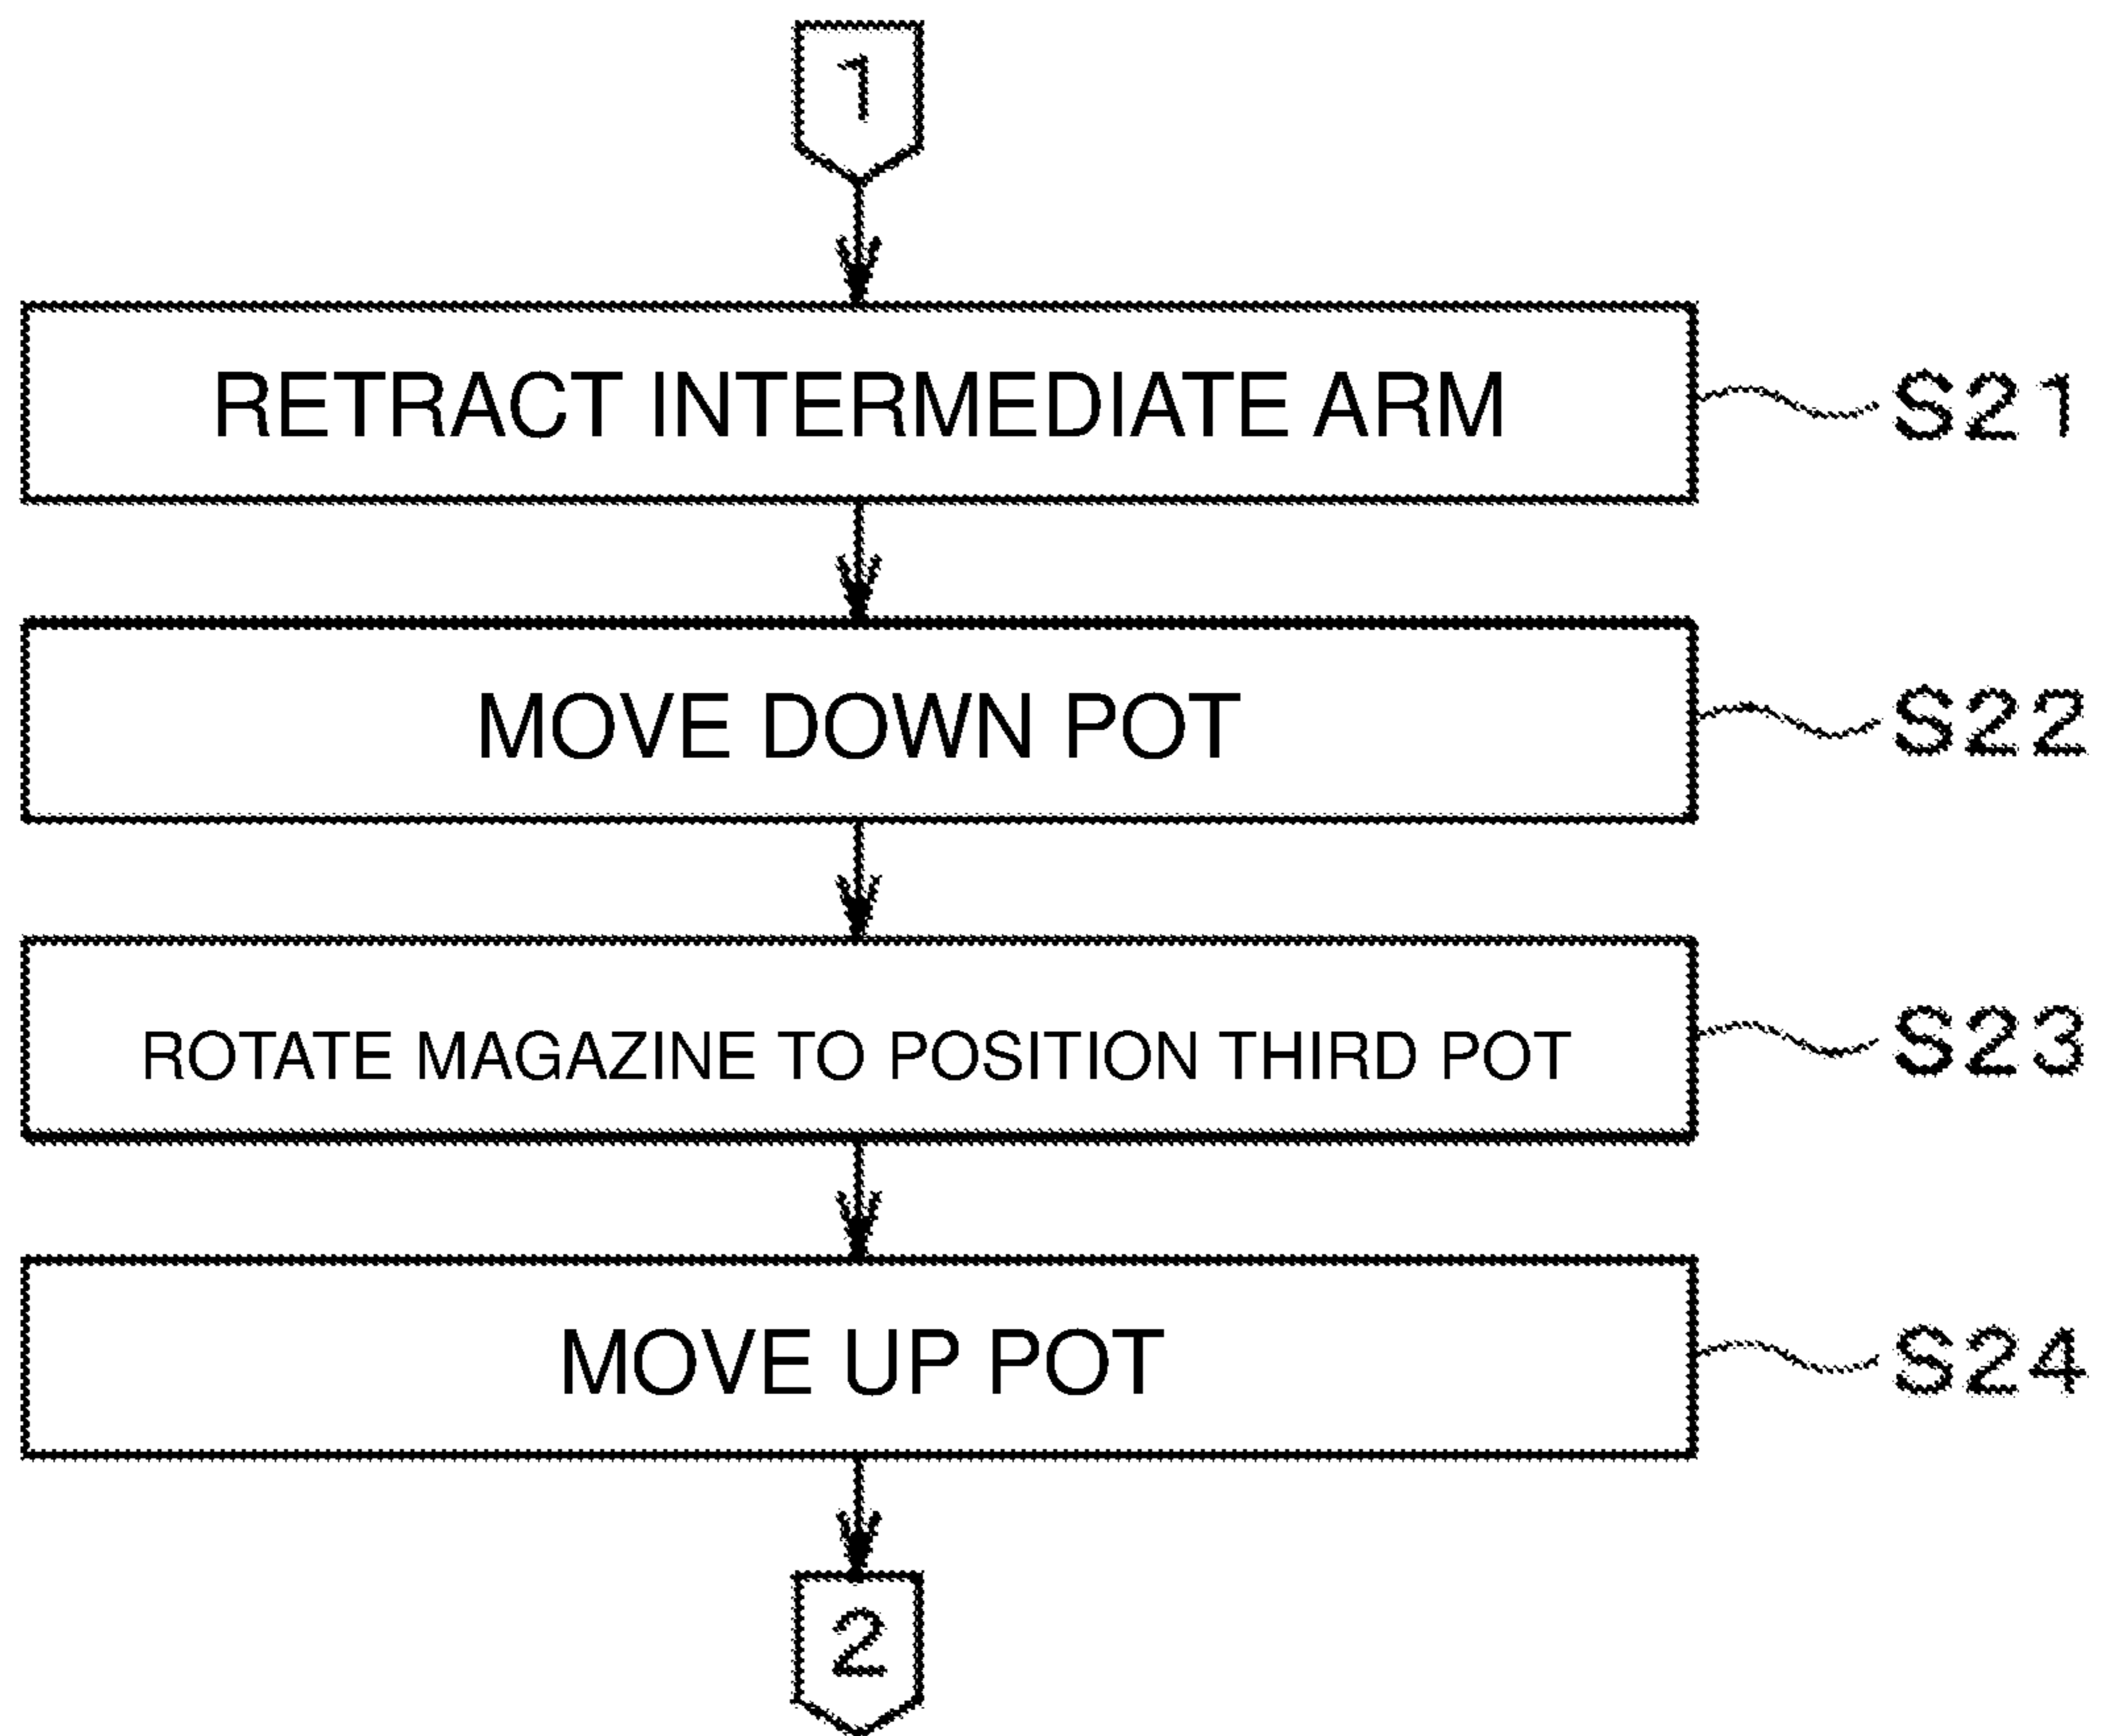 1
RETRACT INTERMEDIATE ARM S21
MOVE DOWN POT S22
ROTATE MAGAZINE TO POSITION THIRD POT S23
MOVE UP POT S24
2